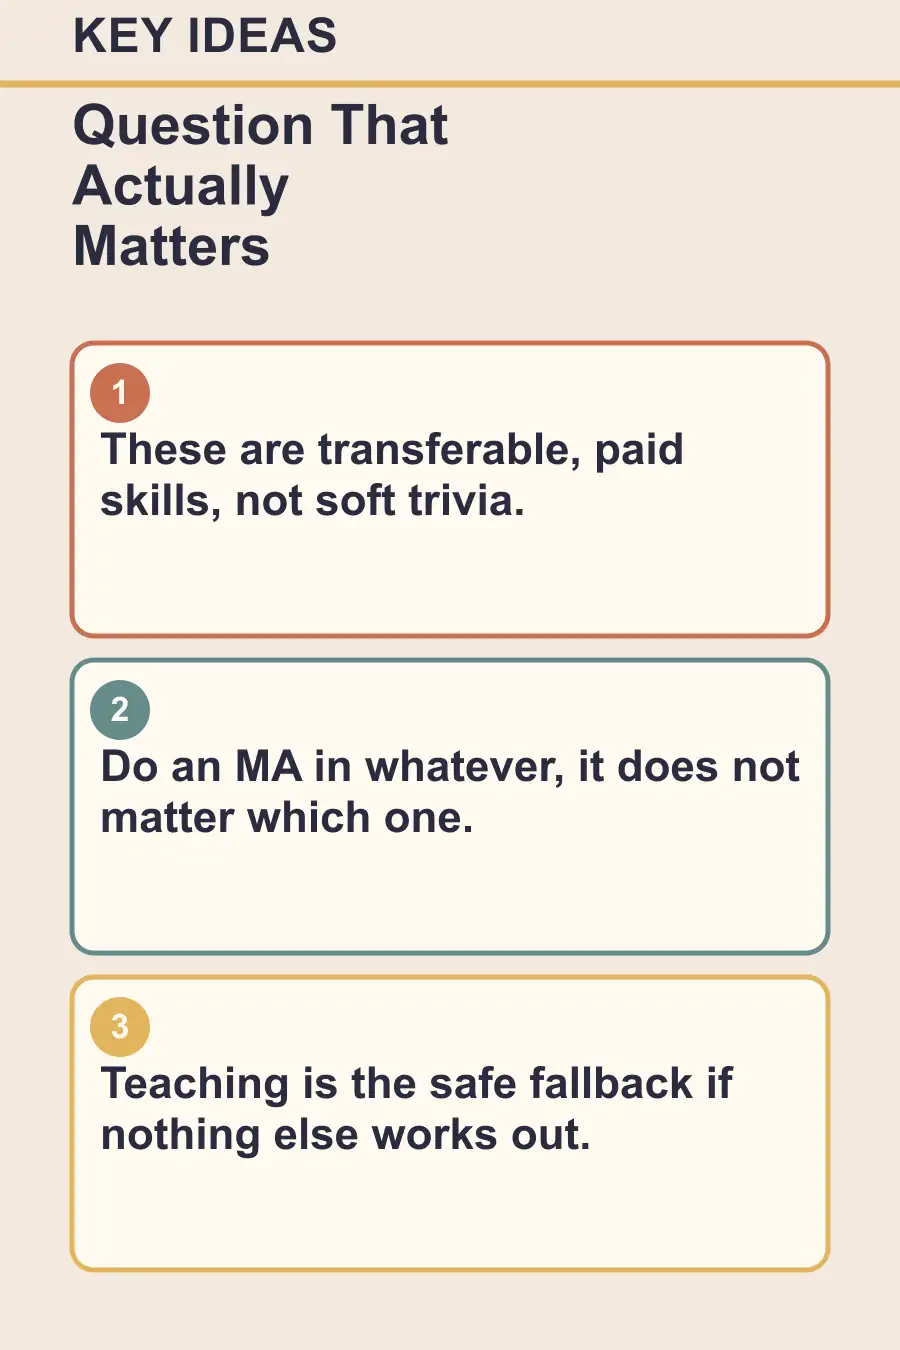 KEY IDEAS
Question That
Actually
Matters
1
These are transferable, paid
skills, not soft trivia.
2
Do an MA in whatever, it does not
matter which one.
3
Teaching is the safe fallback if
nothing else works out.